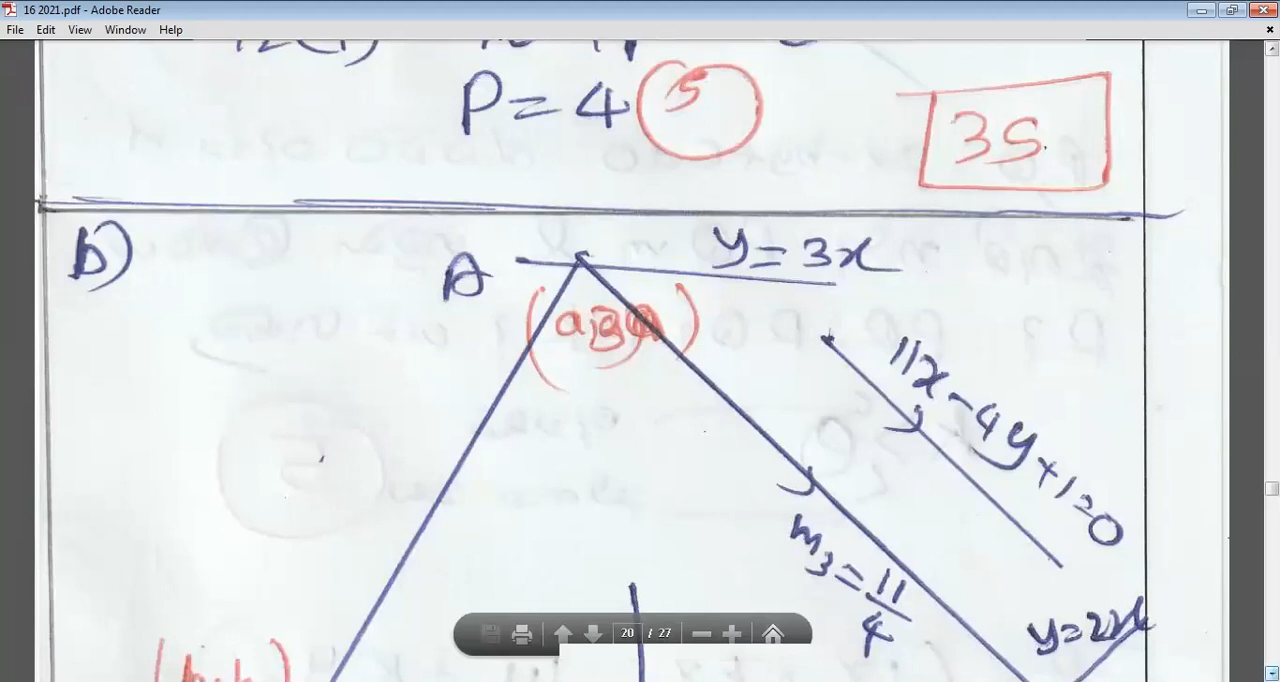 16 2021.pdf - Adobe Reader
File Edit View Window Help
P = 4 5
35
b)
A
y = 3x
(a, 3a)
11x - 4y + 1 = 0
m₃ = 11/4
y = 2x
20 / 27